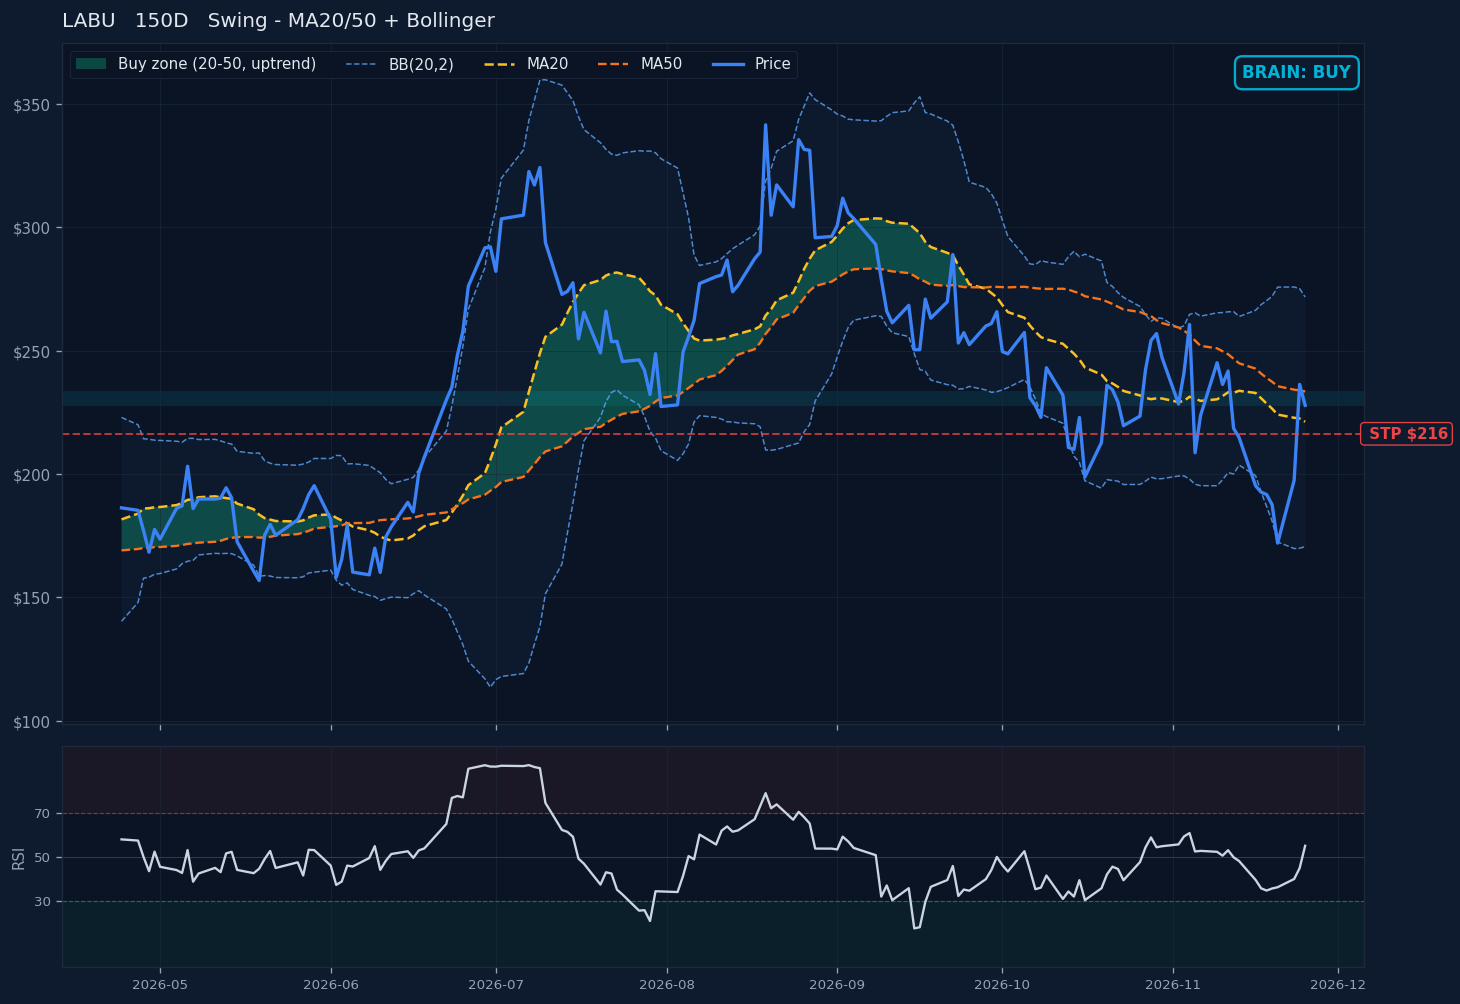 LABU   150D   Swing - MA20/50 + Bollinger
Buy zone (20-50, uptrend)   BB(20,2)   MA20   MA50   Price
BRAIN: BUY
$350
$300
$250
STP $216
$200
$150
$100
70
50
30
RSI
2026-05   2026-06   2026-07   2026-08   2026-09   2026-10   2026-11   2026-12